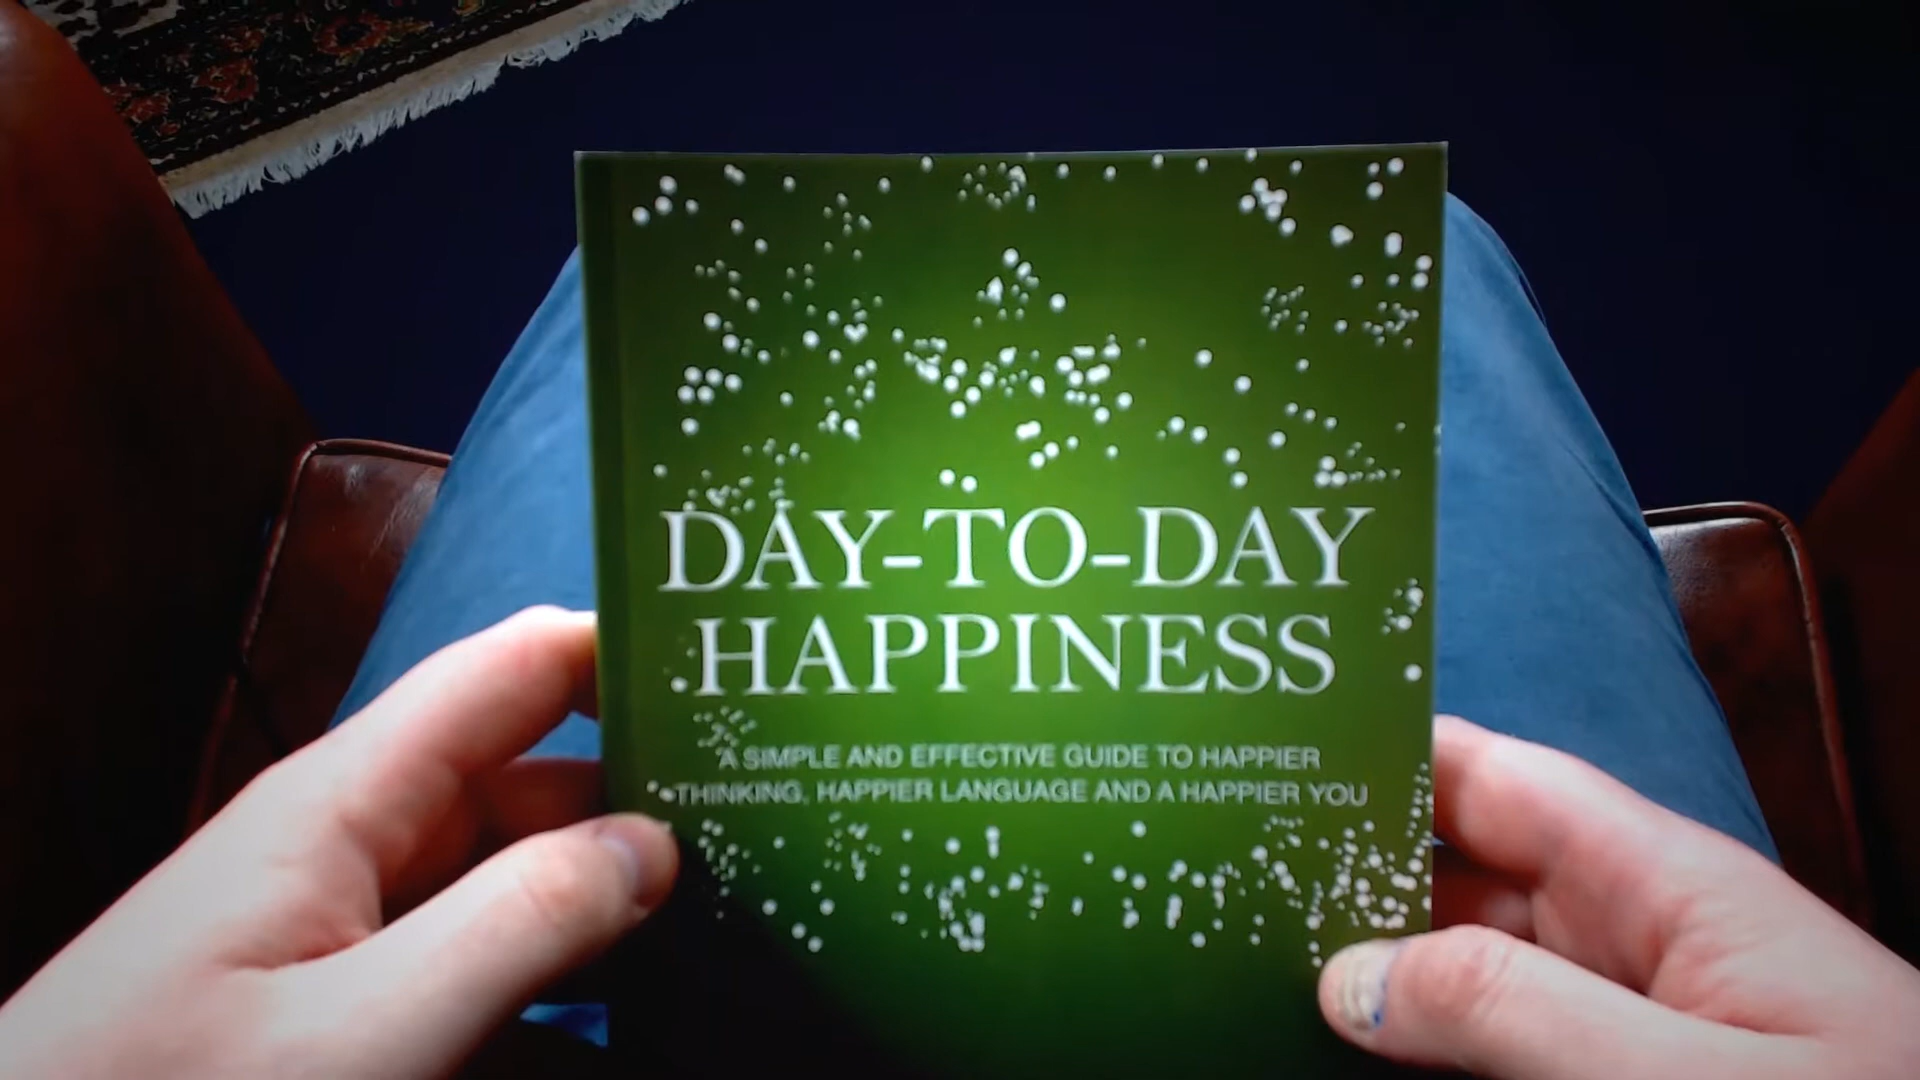 DAY-TO-DAY
HAPPINESS
A SIMPLE AND EFFECTIVE GUIDE TO HAPPIER
THINKING, HAPPIER LANGUAGE AND A HAPPIER YOU